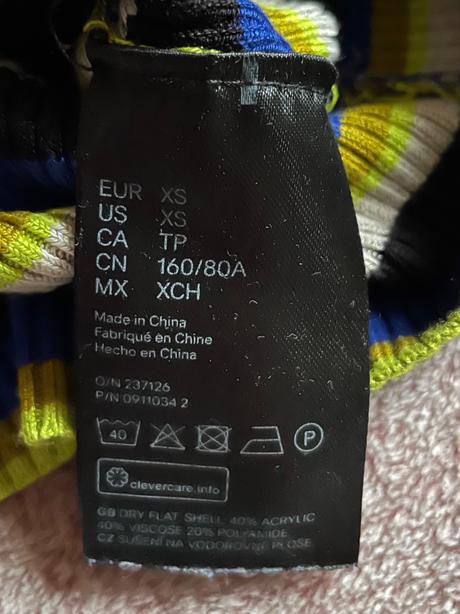 EUR XS
US XS
CA TP
CN 160/80A
MX XCH
Made in China
Fabriqué en Chine
Hecho en China
O/N 237126
P/N 0911034 2
40 P
clevercare.info
GB DRY FLAT SHELL 40% ACRYLIC
40% VISCOSE 20% POLYAMIDE
CZ SUŠENÍ NA VODOROVNÉ PLOŠE